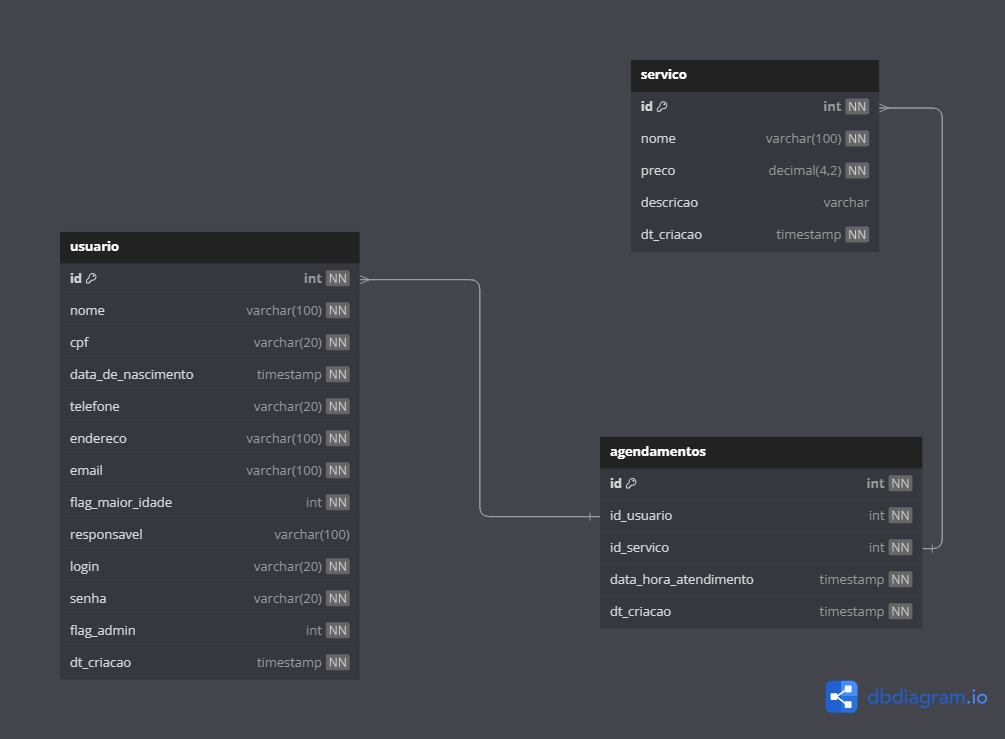 servico
id int NN
nome varchar(100) NN
preco decimal(4,2) NN
descricao varchar
dt_criacao timestamp NN
usuario
id int NN
nome varchar(100) NN
cpf varchar(20) NN
data_de_nascimento timestamp NN
telefone varchar(20) NN
endereco varchar(100) NN
email varchar(100) NN
flag_maior_idade int NN
responsavel varchar(100)
login varchar(20) NN
senha varchar(20) NN
flag_admin int NN
dt_criacao timestamp NN
agendamentos
id int NN
id_usuario int NN
id_servico int NN
data_hora_atendimento timestamp NN
dt_criacao timestamp NN
dbdiagram.io